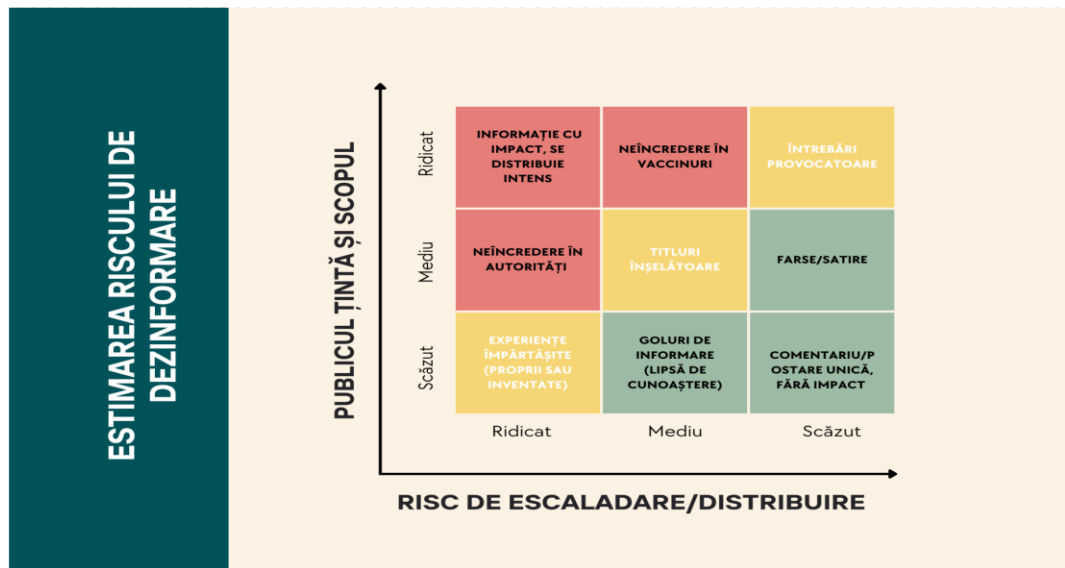 ESTIMAREA RISCULUI DE
DEZINFORMARE
PUBLICUL ȚINTĂ ȘI SCOPUL
Ridicat
INFORMAȚIE CU
IMPACT, SE
DISTRIBUIE
INTENS
NEÎNCREDERE ÎN
VACCINURI
ÎNTREBĂRI
PROVOCATOARE
Mediu
NEÎNCREDERE ÎN
AUTORITĂȚI
TITLURI
ÎNȘELĂTOARE
FARSE/SATIRE
Scăzut
EXPERIENȚE
ÎMPĂRTĂȘITE
(PROPRII SAU
INVENTATE)
GOLURI DE
INFORMARE
(LIPSĂ DE
CUNOAȘTERE)
COMENTARIU/P
OSTARE UNICĂ,
FĂRĂ IMPACT
Ridicat
Mediu
Scăzut
RISC DE ESCALADARE/DISTRIBUIRE